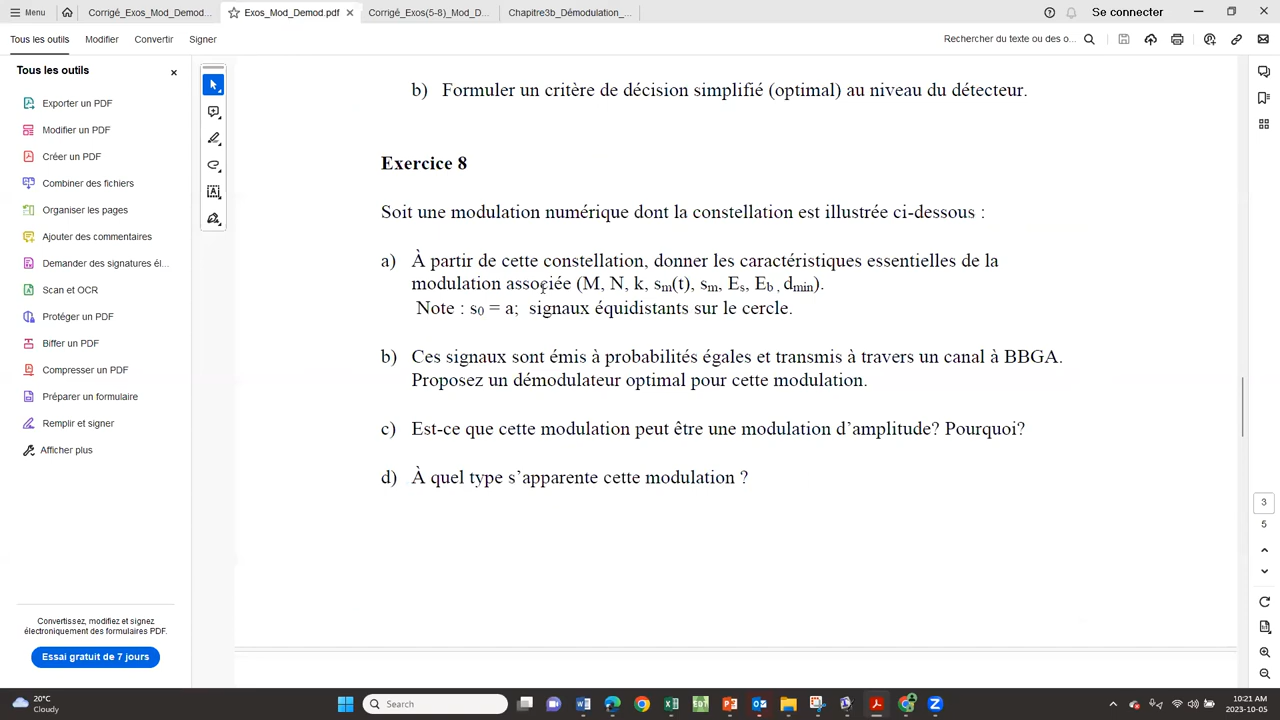 Menu
Corrigé_Exos_Mod_Demod...
Exos_Mod_Demod.pdf
Corrigé_Exos(5-8)_Mod_D...
Chapitre3b_Démodulation_...
Se connecter
Tous les outils
Modifier
Convertir
Signer
Rechercher du texte ou des o...
Tous les outils
Exporter un PDF
Modifier un PDF
Créer un PDF
Combiner des fichiers
Organiser les pages
Ajouter des commentaires
Demander des signatures él...
Scan et OCR
Protéger un PDF
Biffer un PDF
Compresser un PDF
Préparer un formulaire
Remplir et signer
Afficher plus
Convertissez, modifiez et signez
électroniquement des formulaires PDF.
Essai gratuit de 7 jours
b) Formuler un critère de décision simplifié (optimal) au niveau du détecteur.
Exercice 8
Soit une modulation numérique dont la constellation est illustrée ci-dessous :
a) À partir de cette constellation, donner les caractéristiques essentielles de la
modulation associée (M, N, k, sm(t), sm, Es, Eb , dmin).
Note : s0 = a; signaux équidistants sur le cercle.
b) Ces signaux sont émis à probabilités égales et transmis à travers un canal à BBGA.
Proposez un démodulateur optimal pour cette modulation.
c) Est-ce que cette modulation peut être une modulation d'amplitude? Pourquoi?
d) À quel type s'apparente cette modulation ?
3
5
20°C
Cloudy
Search
10:21 AM
2023-10-05